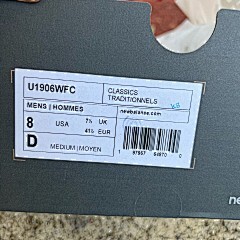 U1906WFC
CLASSICS
TRADITIONNELS
MENS | HOMMES
newbalance.com
8 USA 7½ UK
41½ EUR
D MEDIUM | MOYEN
ne